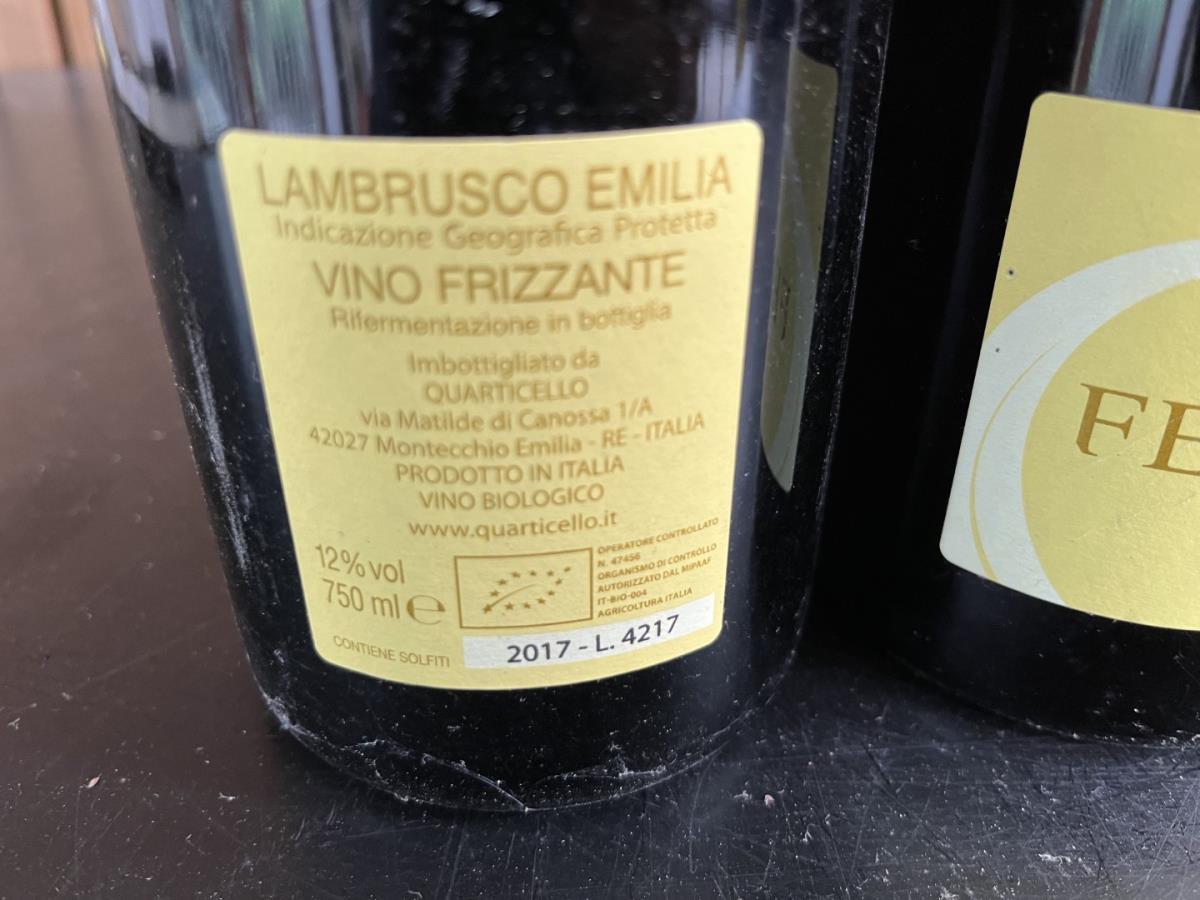 LAMBRUSCO EMILIA
Indicazione Geografica Protetta
VINO FRIZZANTE
Rifermentazione in bottiglia
Imbottigliato da
QUARTICELLO
via Matilde di Canossa 1/A
42027 Montecchio Emilia - RE - ITALIA
PRODOTTO IN ITALIA
VINO BIOLOGICO
www.quarticello.it
12% vol
750 ml e
CONTIENE SOLFITI
OPERATORE CONTROLLATO
N. 47456
ORGANISMO DI CONTROLLO
AUTORIZZATO DAL MIPAAF
IT-BIO-004
AGRICOLTURA ITALIA
2017 - L. 4217
FE